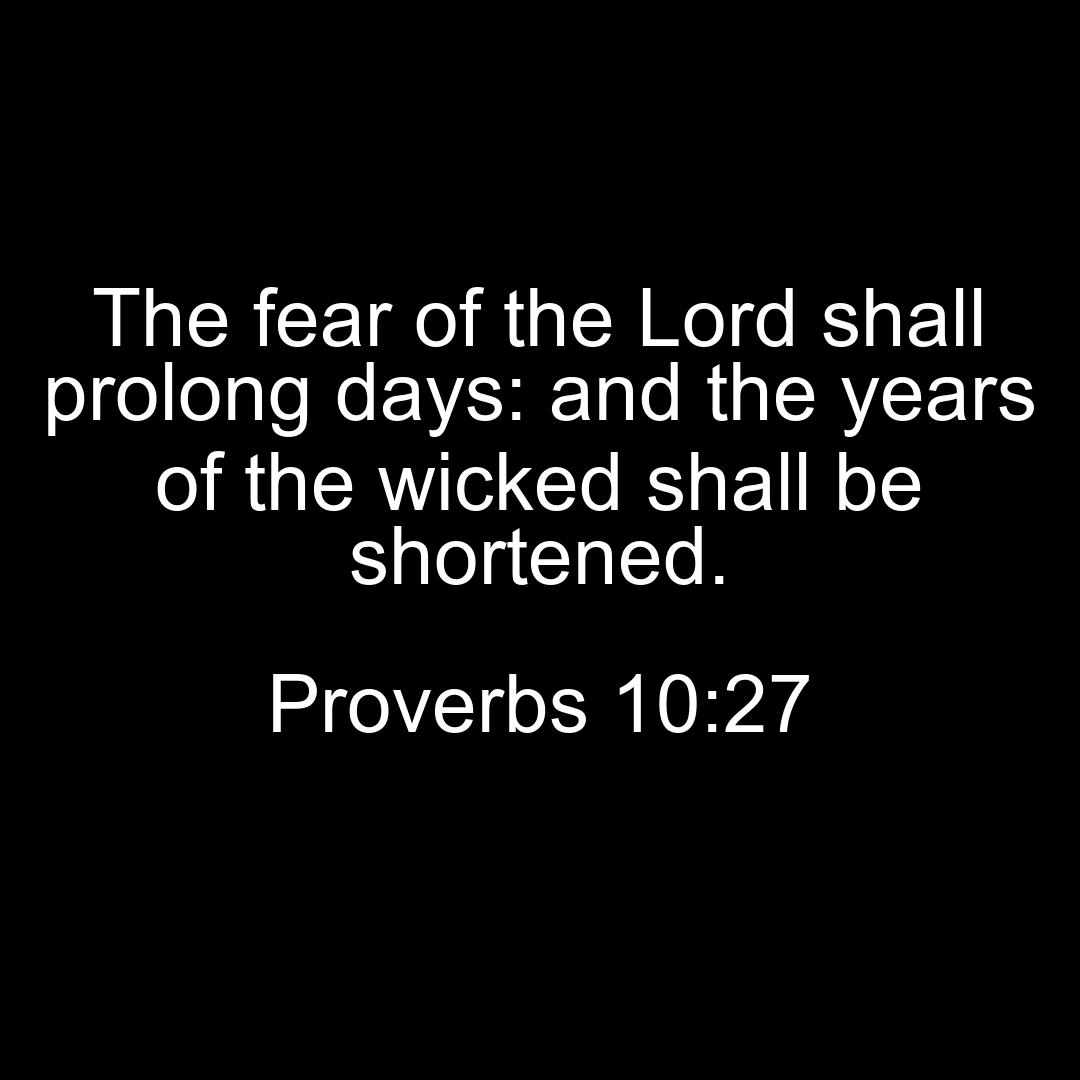 The fear of the Lord shall
prolong days: and the years
of the wicked shall be
shortened.
Proverbs 10:27